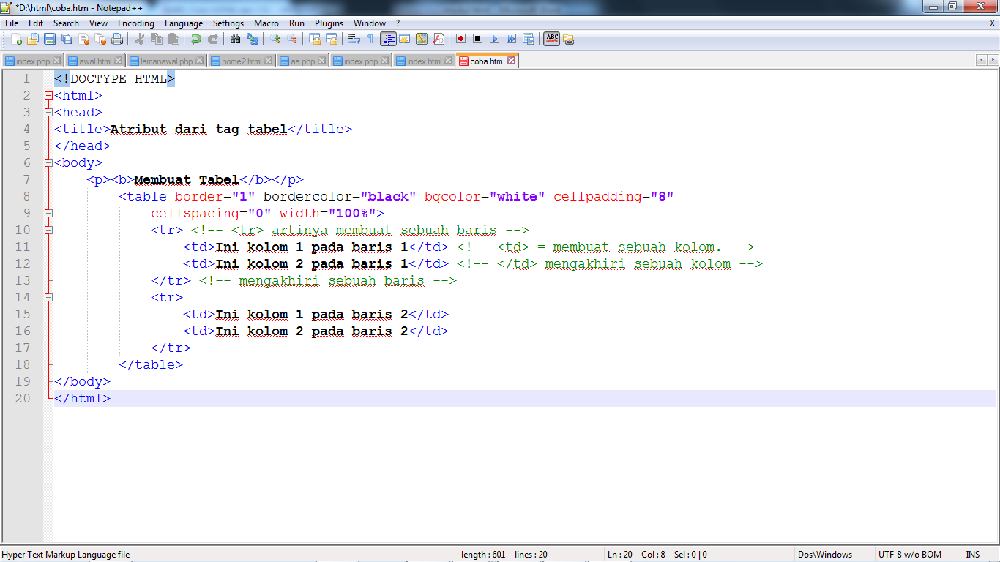 *D:\html\coba.htm - Notepad++
File Edit Search View Encoding Language Settings Macro Run Plugins Window ? X
ABC
index.php awal.html lamanawal.php home2.html aa.php index.php index.html coba.htm
1 <!DOCTYPE HTML>
2 <html>
3 <head>
4 <title>Atribut dari tag tabel</title>
5 </head>
6 <body>
7 <p><b>Membuat Tabel</b></p>
8 <table border="1" bordercolor="black" bgcolor="white" cellpadding="8"
9 cellspacing="0" width="100%">
10 <tr> <!-- <tr> artinya membuat sebuah baris -->
11 <td>Ini kolom 1 pada baris 1</td> <!-- <td> = membuat sebuah kolom. -->
12 <td>Ini kolom 2 pada baris 1</td> <!-- </td> mengakhiri sebuah kolom -->
13 </tr> <!-- mengakhiri sebuah baris -->
14 <tr>
15 <td>Ini kolom 1 pada baris 2</td>
16 <td>Ini kolom 2 pada baris 2</td>
17 </tr>
18 </table>
19 </body>
20 </html>
Hyper Text Markup Language file length : 601 lines : 20 Ln : 20 Col : 8 Sel : 0 | 0 Dos\Windows UTF-8 w/o BOM INS